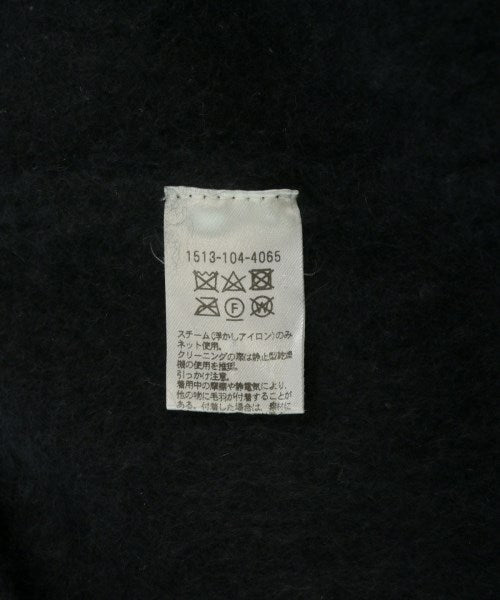 1513-104-4065
F W
スチーム(浮かしアイロン)のみ
ネット使用。
クリーニングの際は静止型乾燥
機の使用を推奨。
引っかけ注意。
着用中の摩擦や静電気により、
他の物に毛羽が付着することが
ある。付着した場合は、素材に